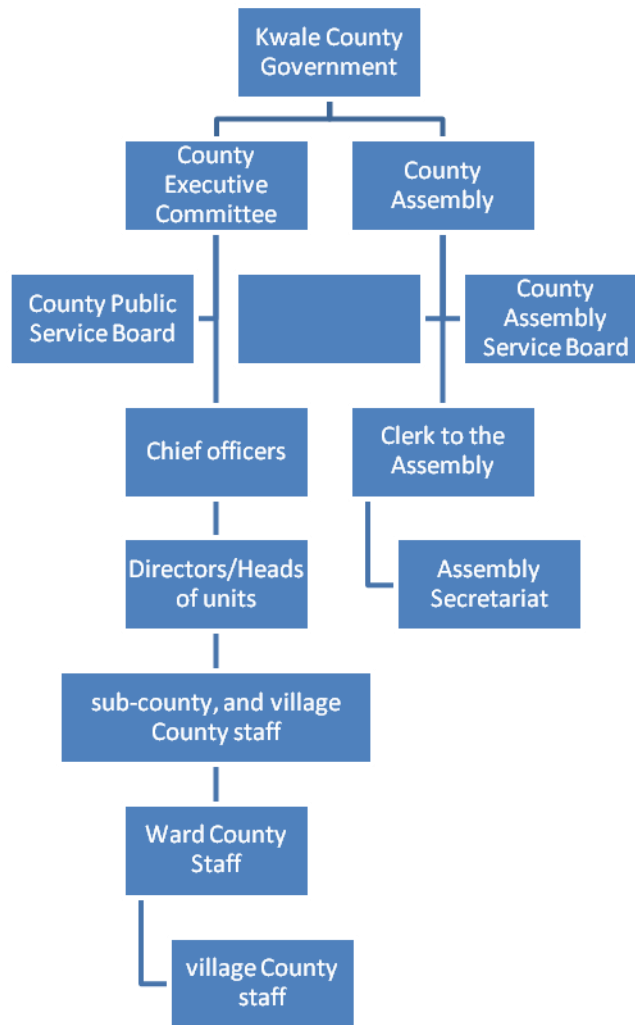 Kwale County
Government
County
Executive
Committee
County
Assembly
County Public
Service Board
County
Assembly
Service Board
Chief officers
Clerk to the
Assembly
Directors/Heads
of units
Assembly
Secretariat
sub-county, and village
County staff
Ward County
Staff
village County
staff